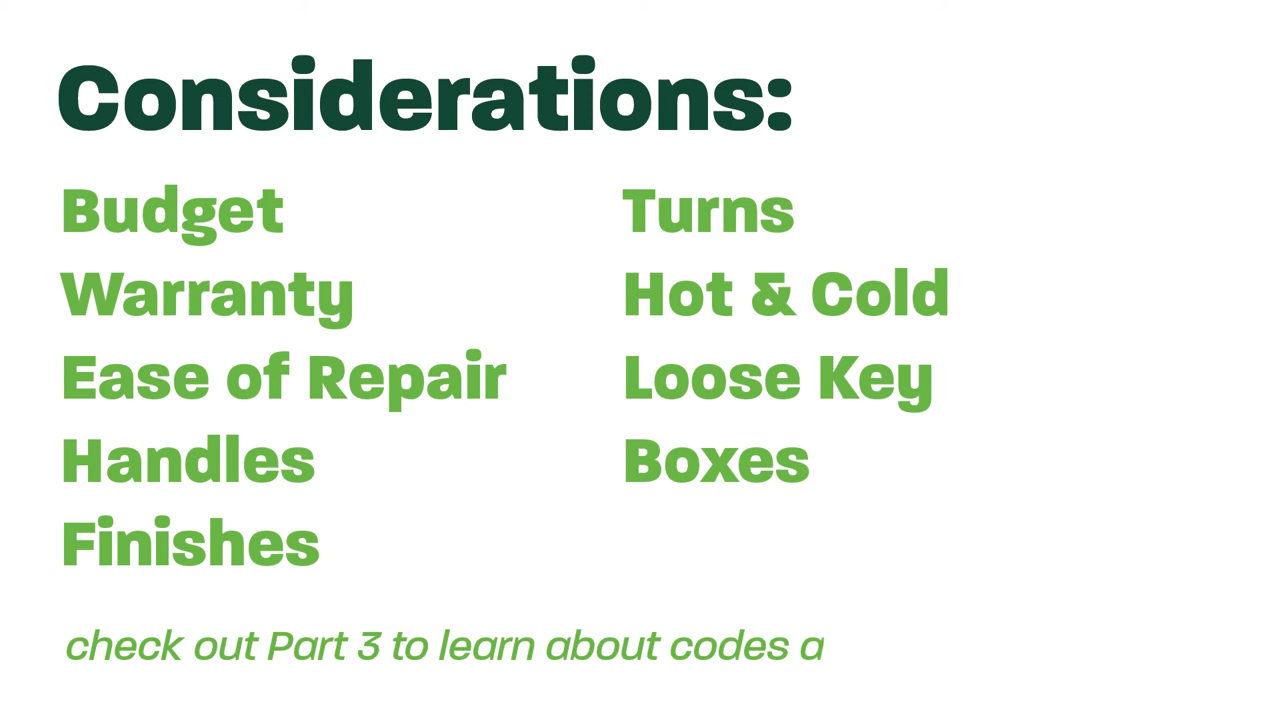 Considerations:
Budget
Warranty
Ease of Repair
Handles
Finishes
Turns
Hot & Cold
Loose Key
Boxes
check out Part 3 to learn about codes a